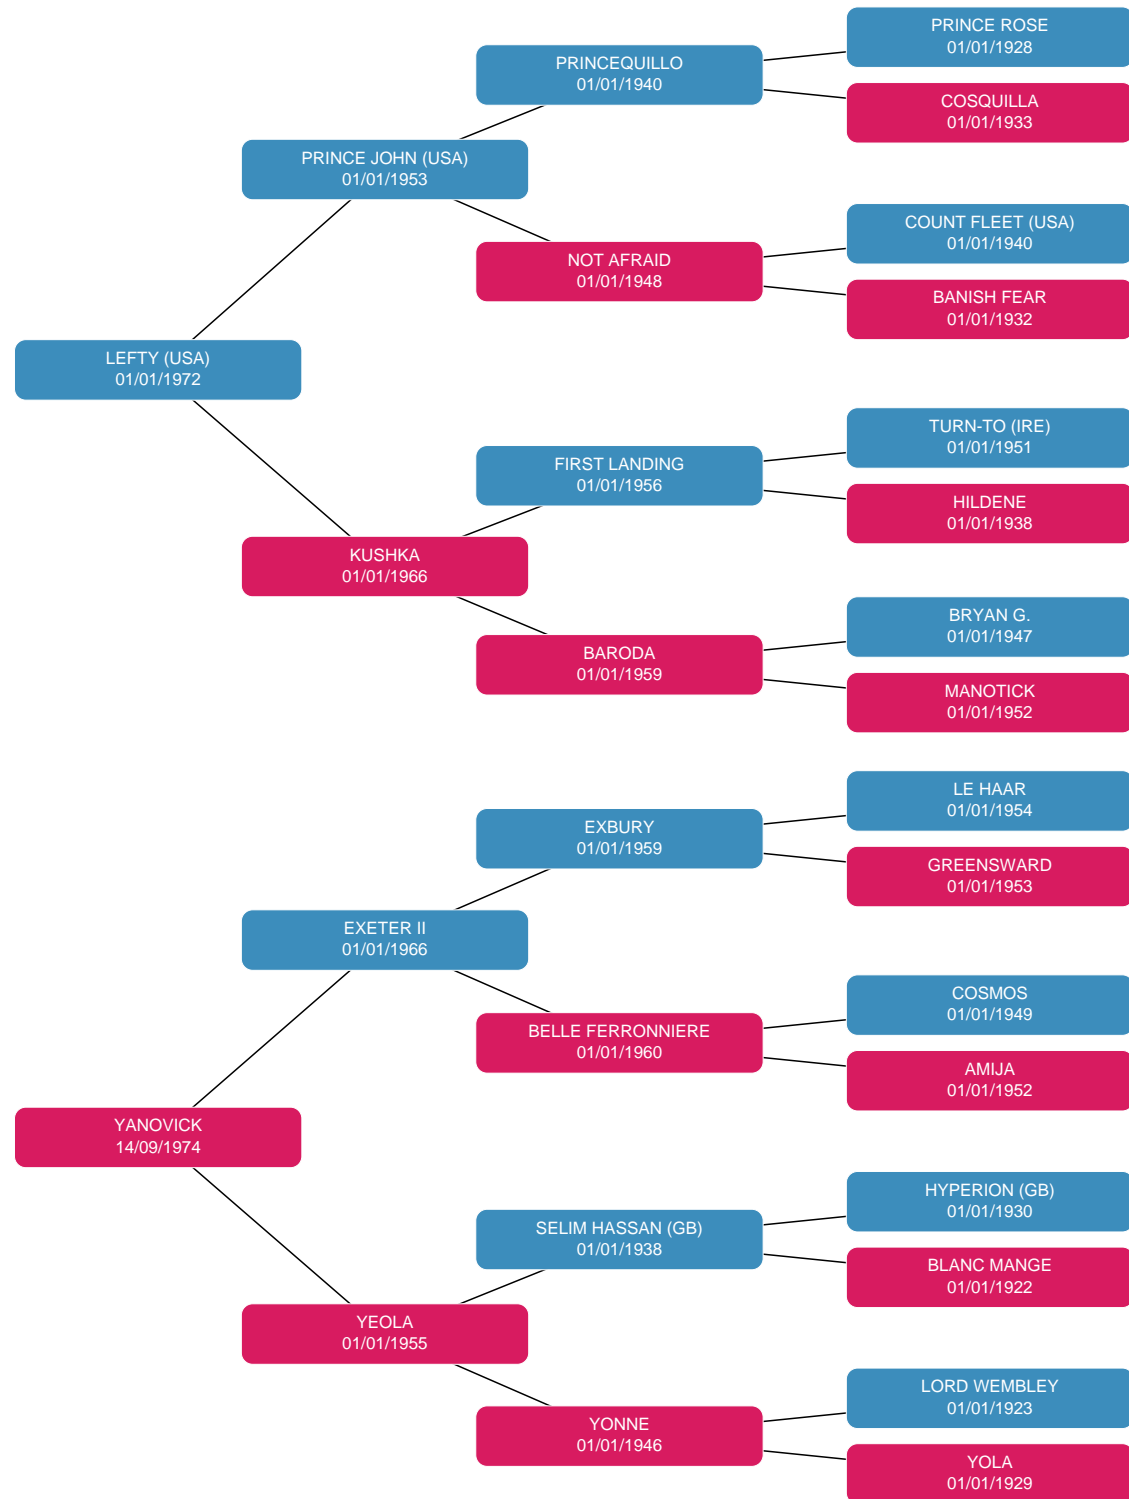 PRINCE ROSE
01/01/1928
PRINCEQUILLO
01/01/1940
COSQUILLA
01/01/1933
PRINCE JOHN (USA)
01/01/1953
COUNT FLEET (USA)
01/01/1940
NOT AFRAID
01/01/1948
BANISH FEAR
01/01/1932
LEFTY (USA)
01/01/1972
TURN-TO (IRE)
01/01/1951
FIRST LANDING
01/01/1956
HILDENE
01/01/1938
KUSHKA
01/01/1966
BRYAN G.
01/01/1947
BARODA
01/01/1959
MANOTICK
01/01/1952
LE HAAR
01/01/1954
EXBURY
01/01/1959
GREENSWARD
01/01/1953
EXETER II
01/01/1966
COSMOS
01/01/1949
BELLE FERRONNIERE
01/01/1960
AMIJA
01/01/1952
YANOVICK
14/09/1974
HYPERION (GB)
01/01/1930
SELIM HASSAN (GB)
01/01/1938
BLANC MANGE
01/01/1922
YEOLA
01/01/1955
LORD WEMBLEY
01/01/1923
YONNE
01/01/1946
YOLA
01/01/1929